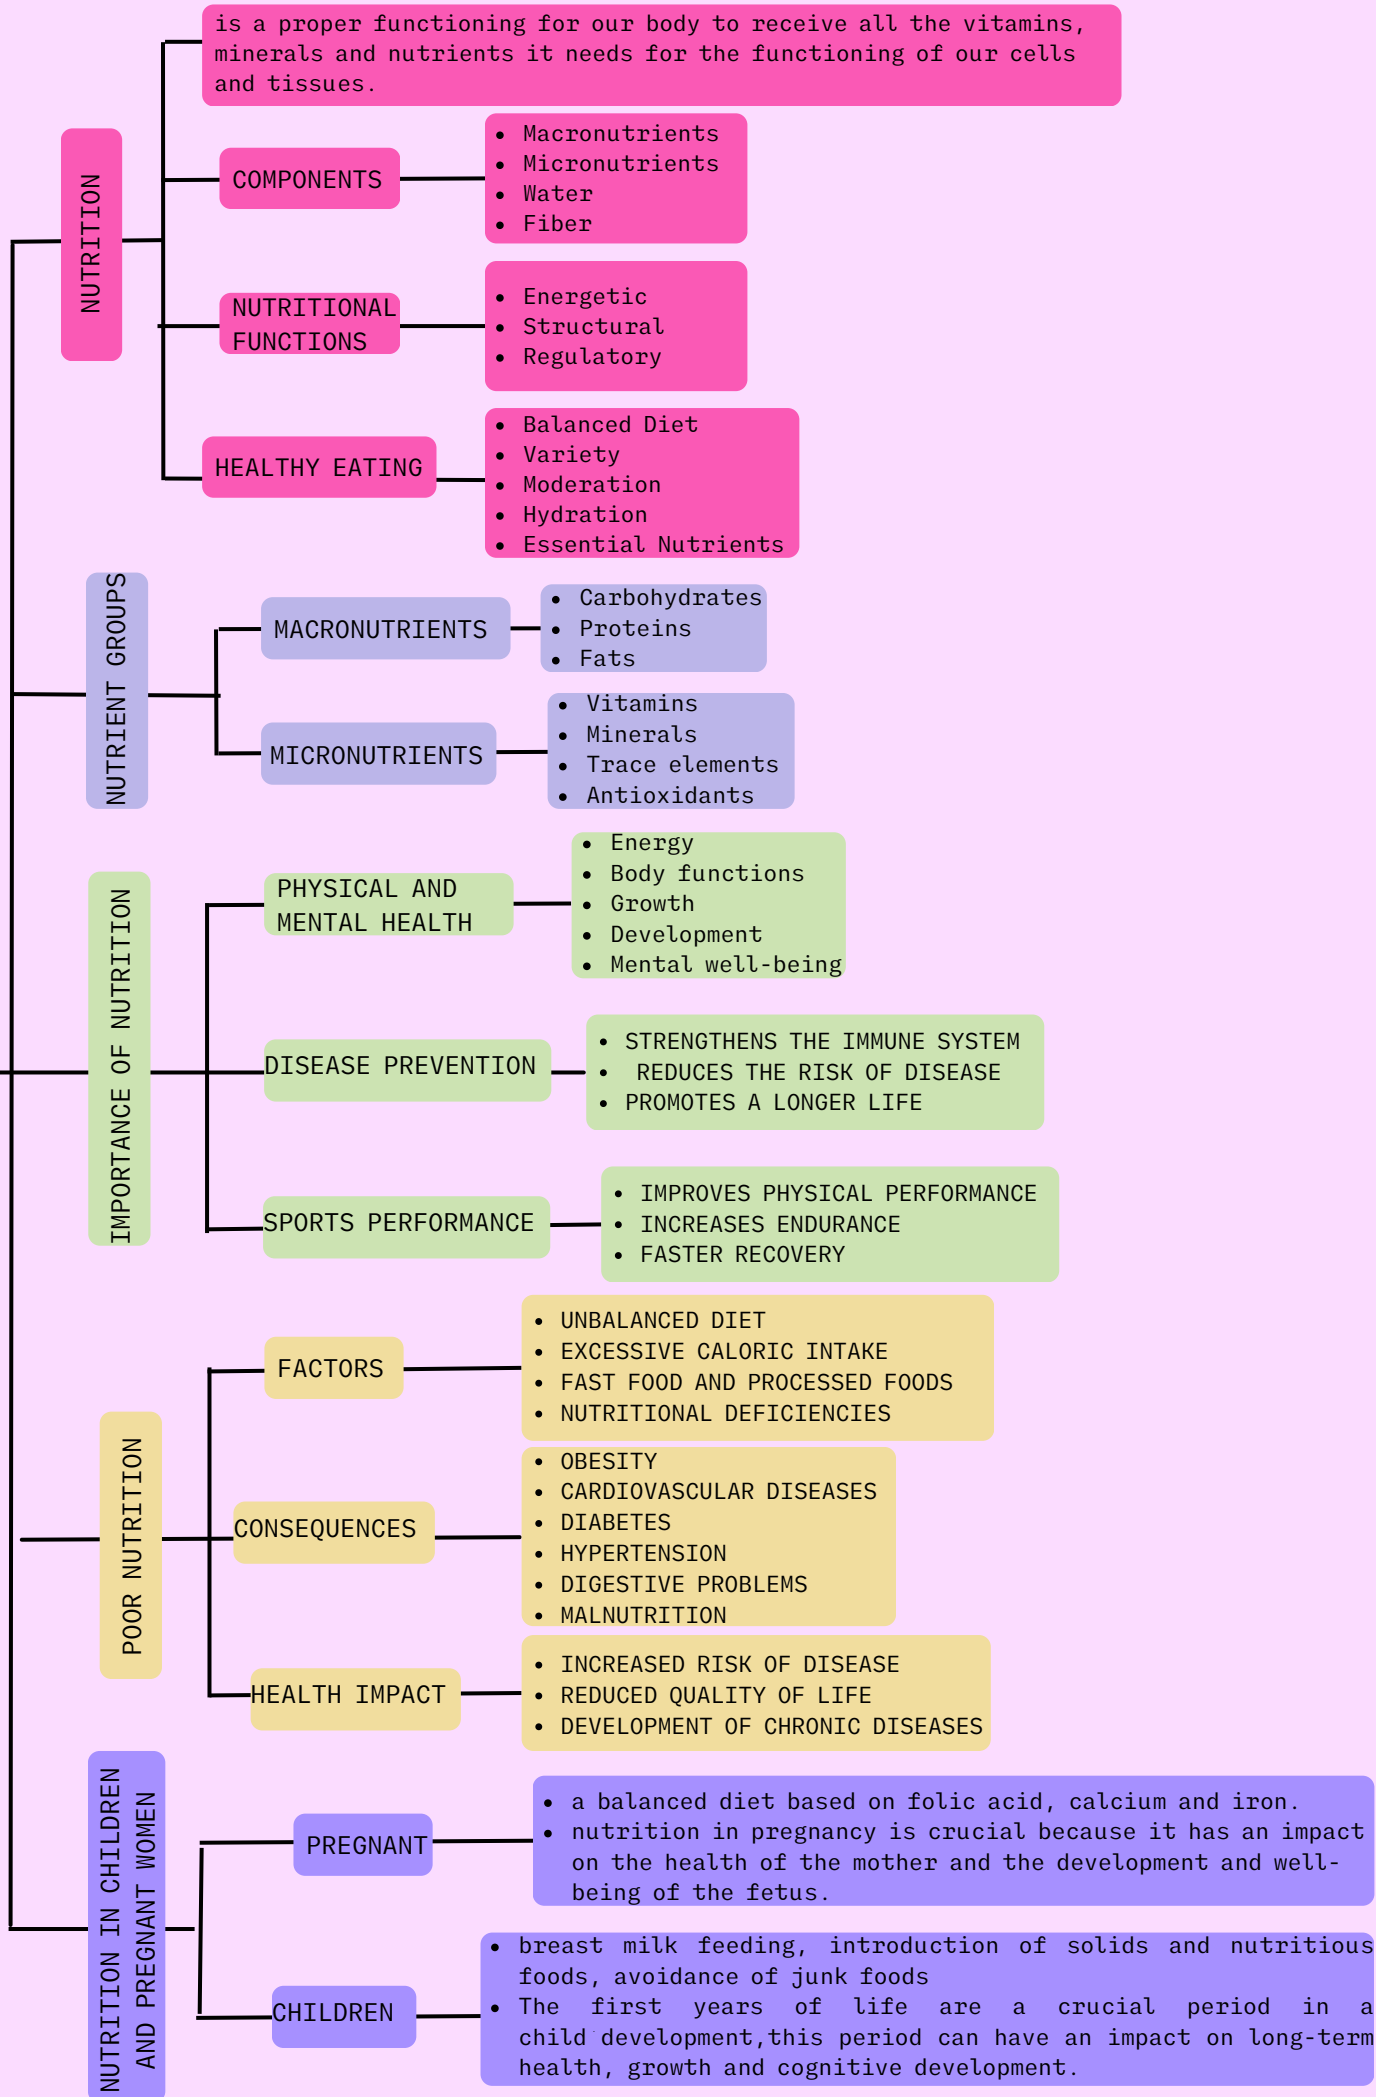 is a proper functioning for our body to receive all the vitamins,
minerals and nutrients it needs for the functioning of our cells
and tissues.
NUTRITION
COMPONENTS
• Macronutrients
• Micronutrients
• Water
• Fiber
NUTRITIONAL
FUNCTIONS
• Energetic
• Structural
• Regulatory
HEALTHY EATING
• Balanced Diet
• Variety
• Moderation
• Hydration
• Essential Nutrients
NUTRIENT GROUPS
MACRONUTRIENTS
• Carbohydrates
• Proteins
• Fats
MICRONUTRIENTS
• Vitamins
• Minerals
• Trace elements
• Antioxidants
IMPORTANCE OF NUTRITION
PHYSICAL AND
MENTAL HEALTH
• Energy
• Body functions
• Growth
• Development
• Mental well-being
DISEASE PREVENTION
• STRENGTHENS THE IMMUNE SYSTEM
• REDUCES THE RISK OF DISEASE
• PROMOTES A LONGER LIFE
SPORTS PERFORMANCE
• IMPROVES PHYSICAL PERFORMANCE
• INCREASES ENDURANCE
• FASTER RECOVERY
POOR NUTRITION
FACTORS
• UNBALANCED DIET
• EXCESSIVE CALORIC INTAKE
• FAST FOOD AND PROCESSED FOODS
• NUTRITIONAL DEFICIENCIES
CONSEQUENCES
• OBESITY
• CARDIOVASCULAR DISEASES
• DIABETES
• HYPERTENSION
• DIGESTIVE PROBLEMS
• MALNUTRITION
HEALTH IMPACT
• INCREASED RISK OF DISEASE
• REDUCED QUALITY OF LIFE
• DEVELOPMENT OF CHRONIC DISEASES
NUTRITION IN CHILDREN
AND PREGNANT WOMEN
PREGNANT
• a balanced diet based on folic acid, calcium and iron.
• nutrition in pregnancy is crucial because it has an impact
on the health of the mother and the development and well-
being of the fetus.
CHILDREN
• breast milk feeding, introduction of solids and nutritious
foods, avoidance of junk foods
• The first years of life are a crucial period in a
child development,this period can have an impact on long-term
health, growth and cognitive development.